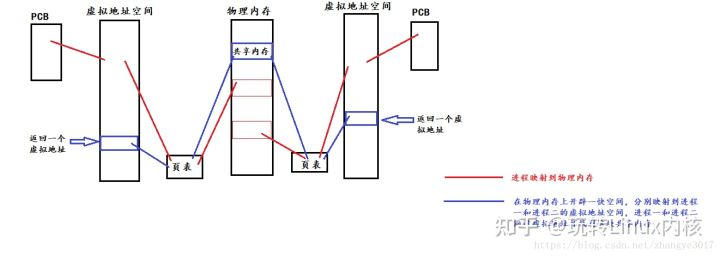 PCB
虚拟地址空间
物理内存
虚拟地址空间
PCB
共享内存
返回一个
虚拟地址
返回一个虚
拟地址
頁表
頁表
进程映射到物理内存
在物理内存上开辟一快空间，分别映射到进程
一和进程二的虚拟地址空间，进程一和进程二
知乎 @玩转Linux内核
https://blog.csdn.net/zhangye3017